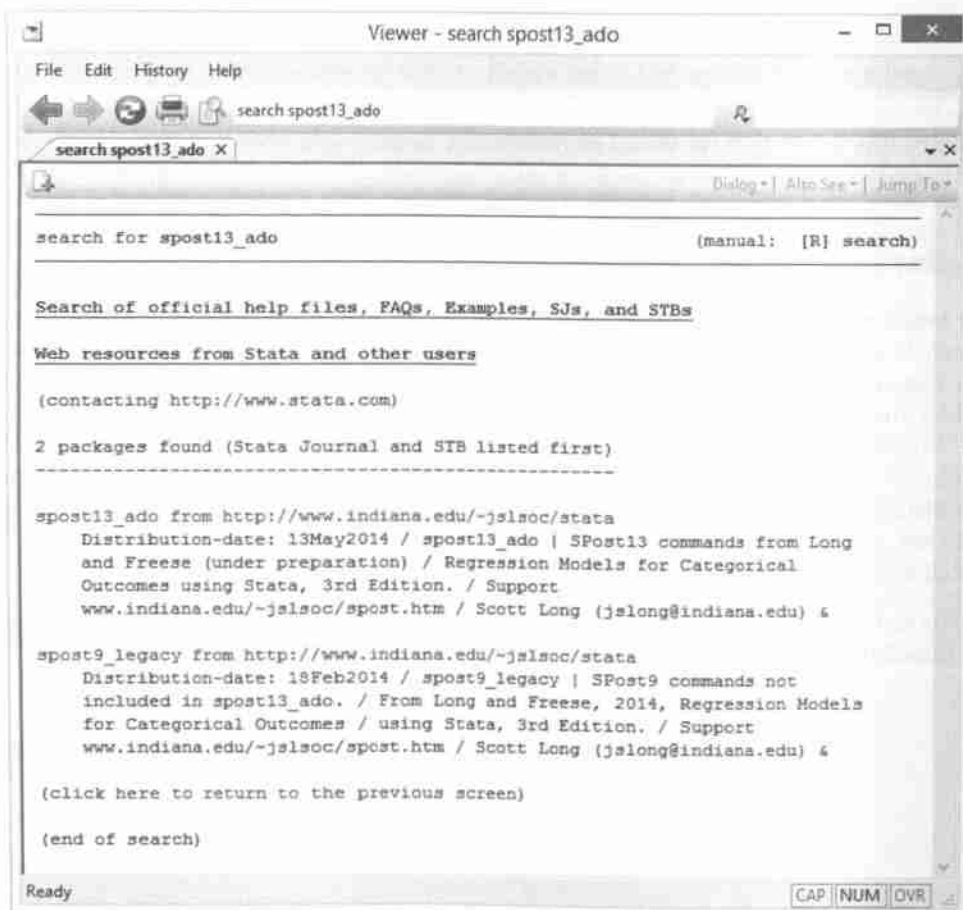 Viewer - search spost13_ado
File Edit History Help
search spost13_ado
search spost13_ado X
Dialog | Also See | Jump To
search for spost13_ado (manual: [R] search)
Search of official help files, FAQs, Examples, SJs, and STBs
Web resources from Stata and other users
(contacting http://www.stata.com)
2 packages found (Stata Journal and STB listed first)
----------------------------------------------------
spost13_ado from http://www.indiana.edu/~jslsoc/stata
Distribution-date: 13May2014 / spost13_ado | SPost13 commands from Long
and Freese (under preparation) / Regression Models for Categorical
Outcomes using Stata, 3rd Edition. / Support
www.indiana.edu/~jslsoc/spost.htm / Scott Long (jslong@indiana.edu) &
spost9_legacy from http://www.indiana.edu/~jslsoc/stata
Distribution-date: 18Feb2014 / spost9_legacy | SPost9 commands not
included in spost13_ado. / From Long and Freese, 2014, Regression Models
for Categorical Outcomes / using Stata, 3rd Edition. / Support
www.indiana.edu/~jslsoc/spost.htm / Scott Long (jslong@indiana.edu) &
(click here to return to the previous screen)
(end of search)
Ready CAP NUM OVR